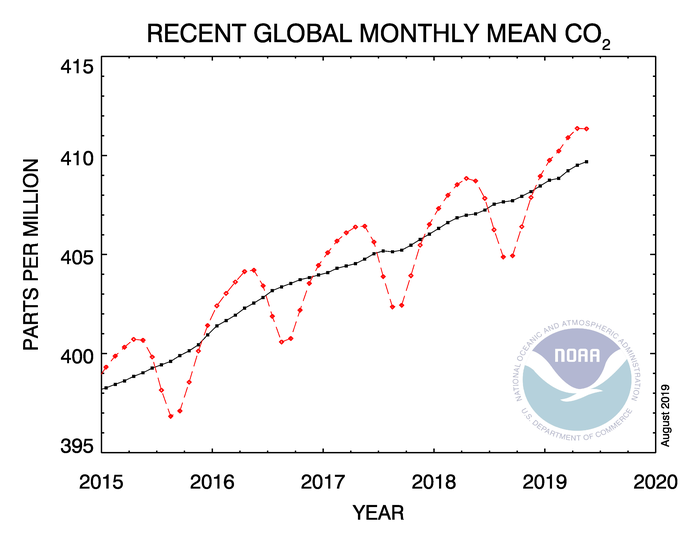 RECENT GLOBAL MONTHLY MEAN CO₂
415
410
405
400
395
PARTS PER MILLION
2015 2016 2017 2018 2019 2020
YEAR
NATIONAL OCEANIC AND ATMOSPHERIC ADMINISTRATION
NOAA
U.S. DEPARTMENT OF COMMERCE
August 2019